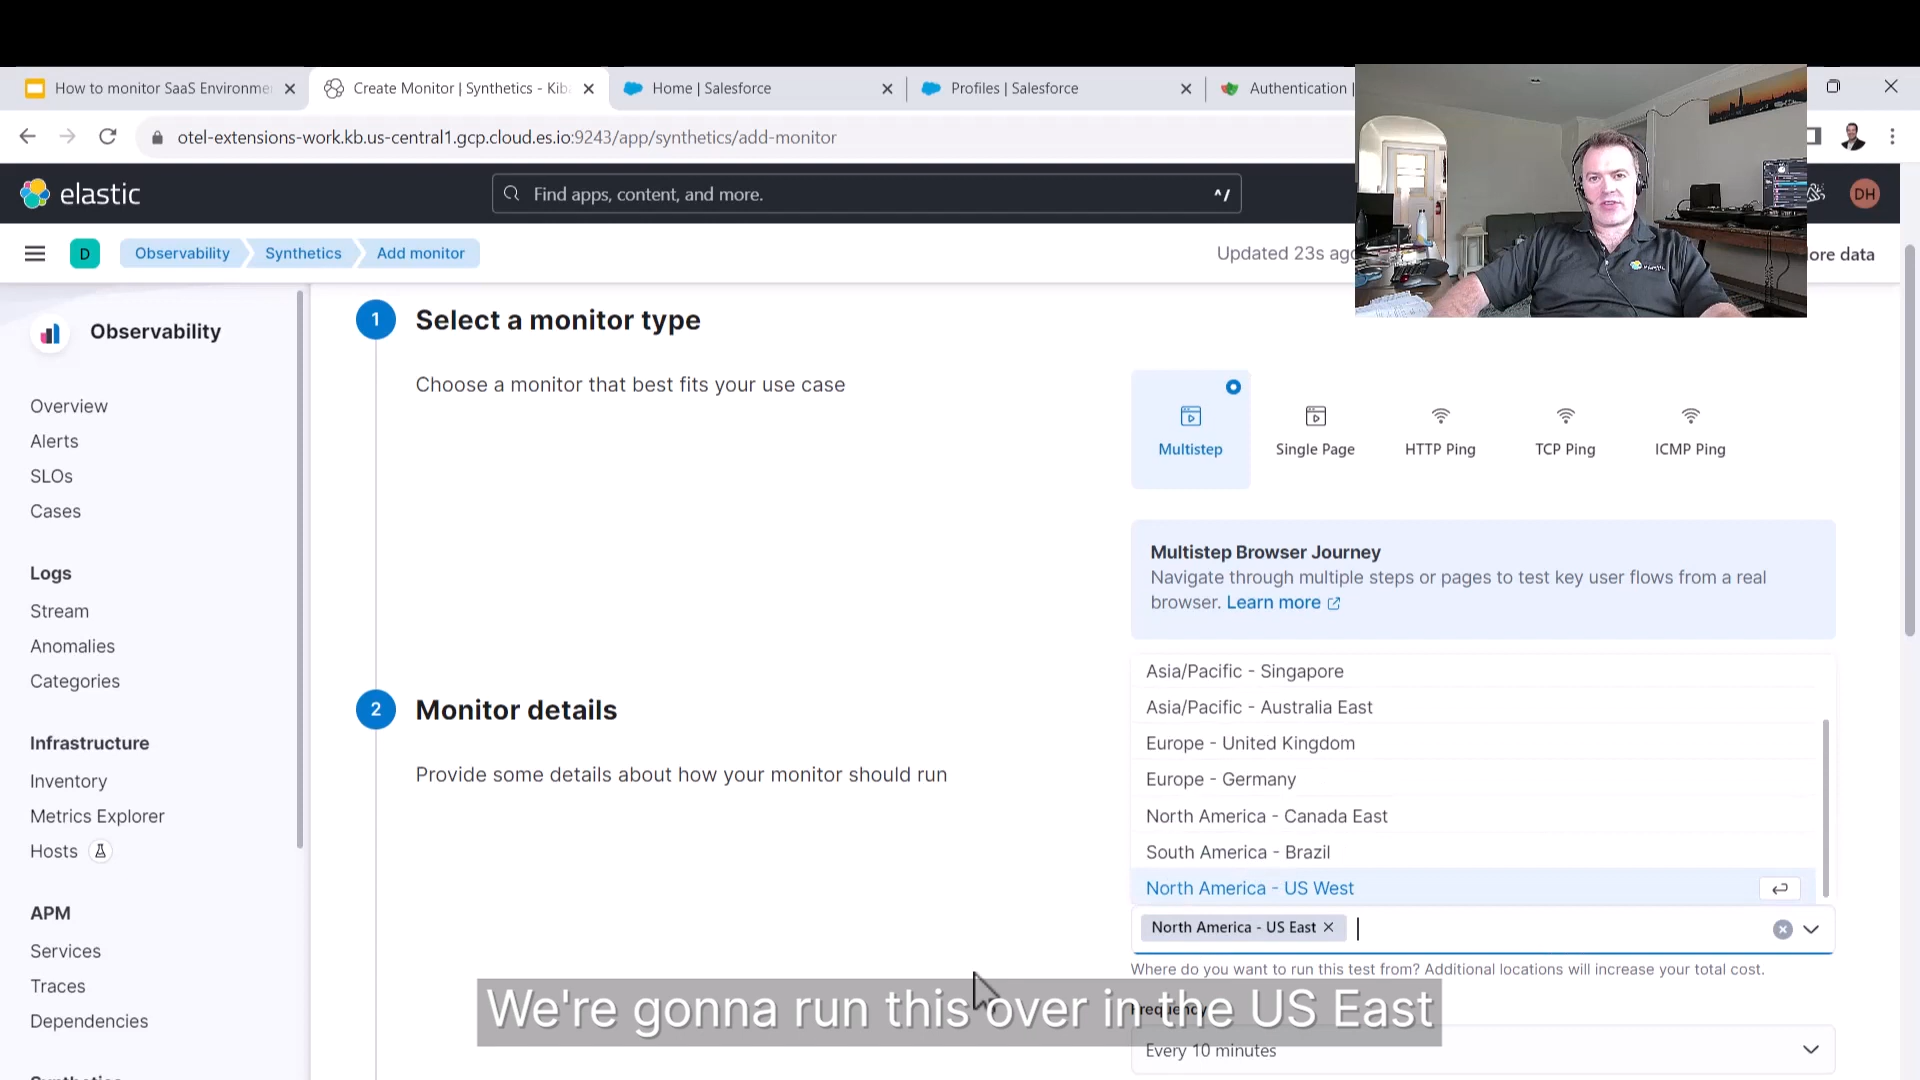 How to monitor SaaS Environme
Create Monitor | Synthetics - Kib
Home | Salesforce
Profiles | Salesforce
Authentication |
otel-extensions-work.kb.us-central1.gcp.cloud.es.io:9243/app/synthetics/add-monitor
elastic
Find apps, content, and more.
^/
DH
D
Observability
Synthetics
Add monitor
Updated 23s ago
ore data
Observability
Overview
Alerts
SLOs
Cases
Logs
Stream
Anomalies
Categories
Infrastructure
Inventory
Metrics Explorer
Hosts
APM
Services
Traces
Dependencies
Synthetics
1
Select a monitor type
Choose a monitor that best fits your use case
Multistep
Single Page
HTTP Ping
TCP Ping
ICMP Ping
Multistep Browser Journey
Navigate through multiple steps or pages to test key user flows from a real
browser. Learn more
2
Monitor details
Provide some details about how your monitor should run
Asia/Pacific - Singapore
Asia/Pacific - Australia East
Europe - United Kingdom
Europe - Germany
North America - Canada East
South America - Brazil
North America - US West
North America - US East
Where do you want to run this test from? Additional locations will increase your total cost.
Frequency
Every 10 minutes
We're gonna run this over in the US East